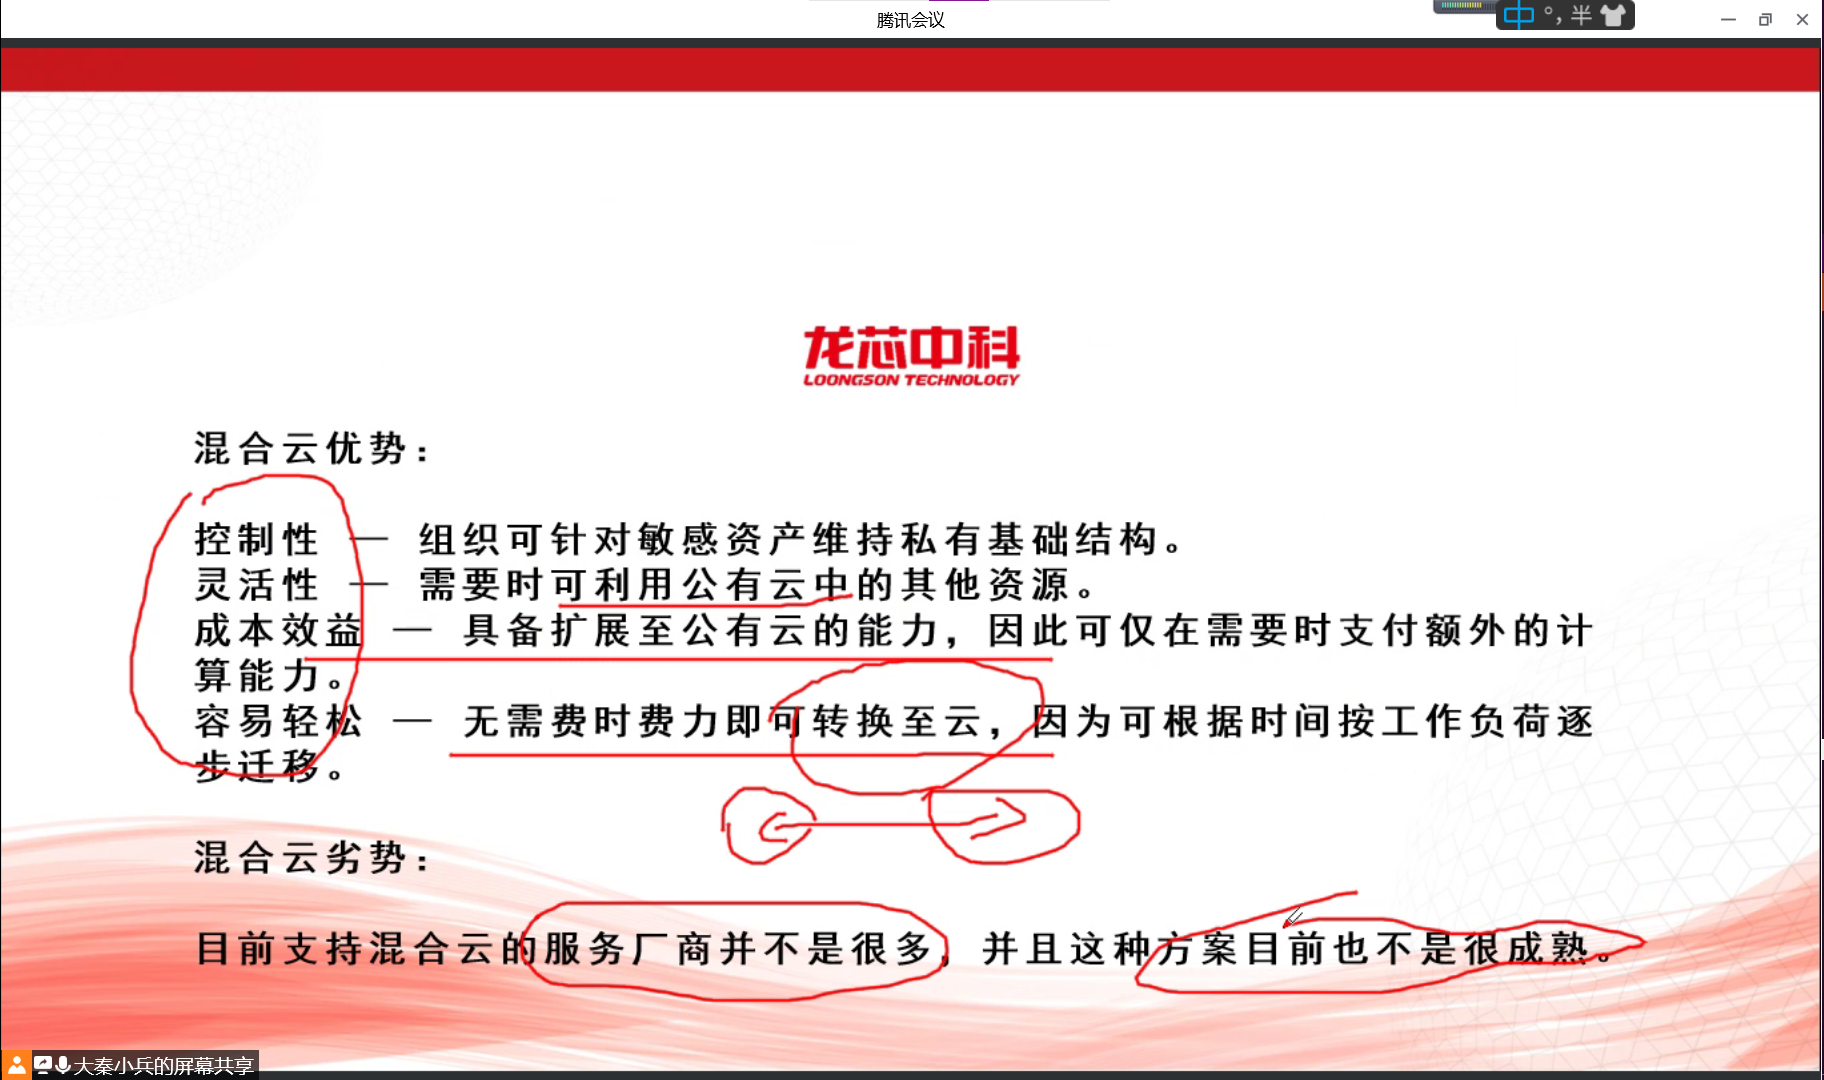 腾讯会议
中 °, 半
龙芯中科
LOONGSON TECHNOLOGY
混合云优势：
控制性 — 组织可针对敏感资产维持私有基础结构。
灵活性 — 需要时可利用公有云中的其他资源。
成本效益 — 具备扩展至公有云的能力，因此可仅在需要时支付额外的计
算能力。
容易轻松 — 无需费时费力即可转换至云，因为可根据时间按工作负荷逐
步迁移。
混合云劣势：
目前支持混合云的服务厂商并不是很多，并且这种方案目前也不是很成熟。
大秦小兵的屏幕共享